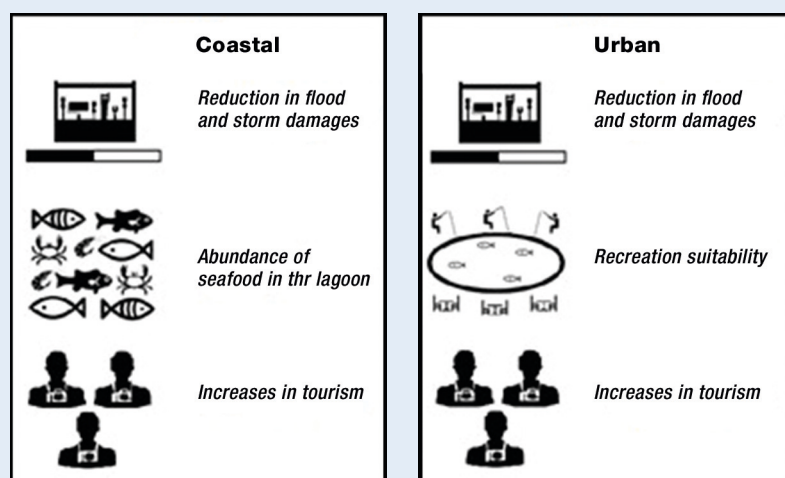 Coastal
Reduction in flood
and storm damages
Abundance of
seafood in thr lagoon
Increases in tourism
Urban
Reduction in flood
and storm damages
Recreation suitability
Increases in tourism